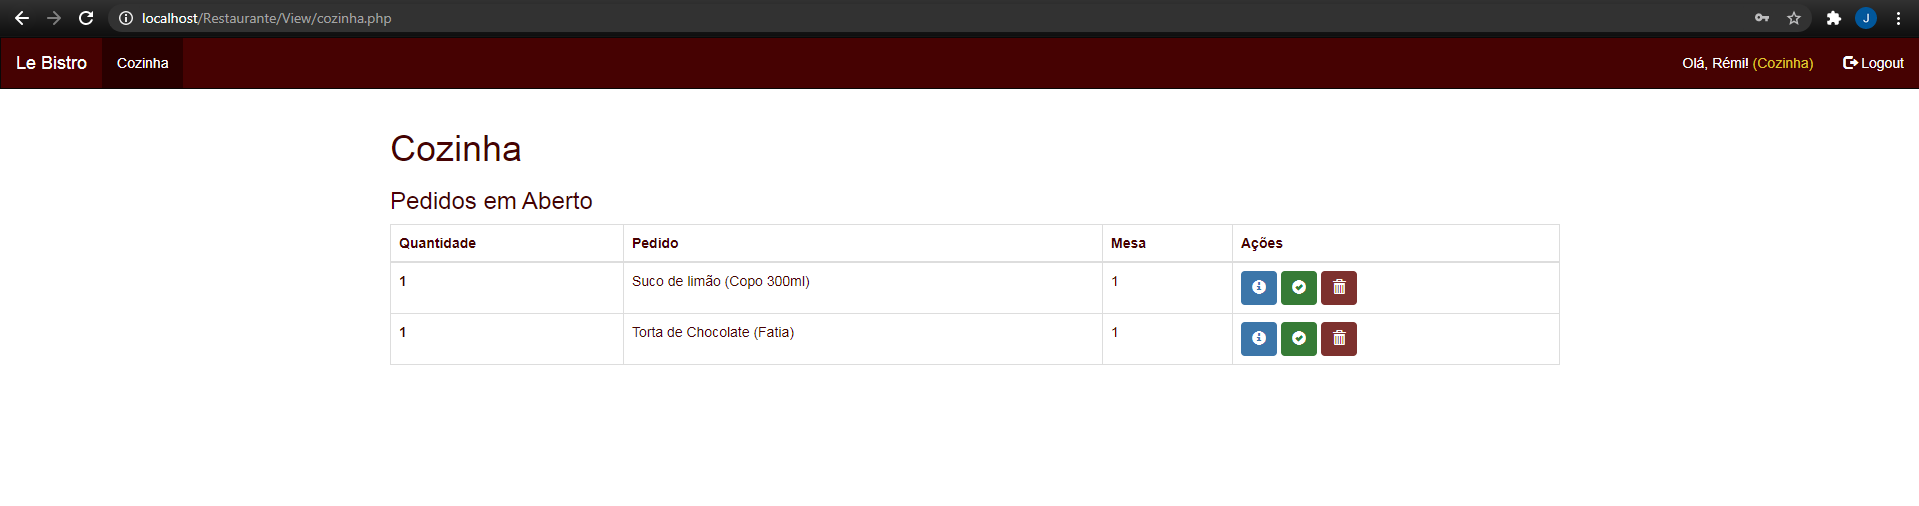 localhost/Restaurante/View/cozinha.php
J
Le Bistro Cozinha Olá, Rémi! (Cozinha) Logout
Cozinha
Pedidos em Aberto
Quantidade Pedido Mesa Ações
1 Suco de limão (Copo 300ml) 1
1 Torta de Chocolate (Fatia) 1